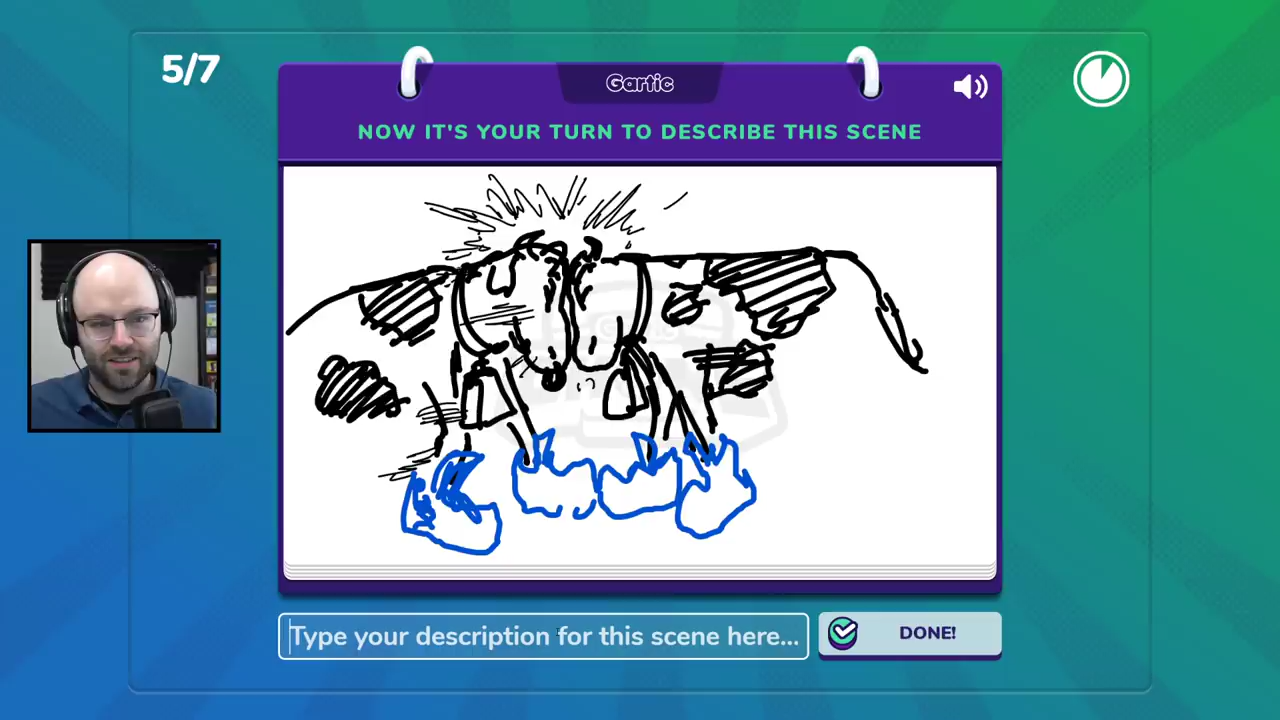 5/7
Gartic
NOW IT'S YOUR TURN TO DESCRIBE THIS SCENE
Type your description for this scene here...
DONE!